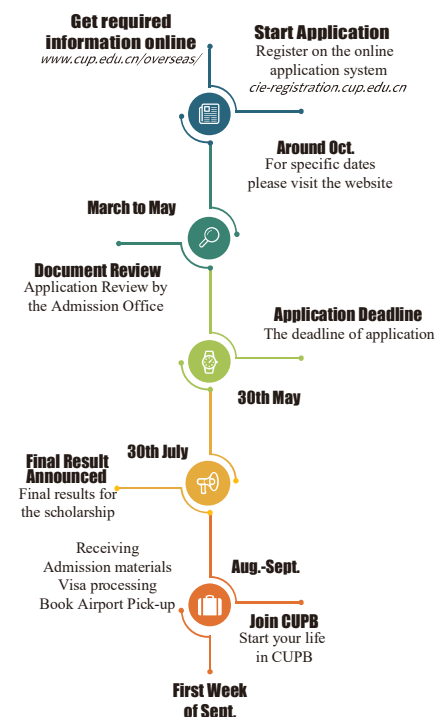 Get required
information online
www.cup.edu.cn/overseas/
Start Application
Register on the online
application system
cie-registration.cup.edu.cn
Around Oct.
For specific dates
please visit the website
March to May
Document Review
Application Review by
the Admission Office
Application Deadline
The deadline of application
30th May
30th July
Final Result
Announced
Final results for
the scholarship
Receiving
Admission materials
Visa processing
Book Airport Pick-up
Aug.-Sept.
Join CUPB
Start your life
in CUPB
First Week
of Sept.